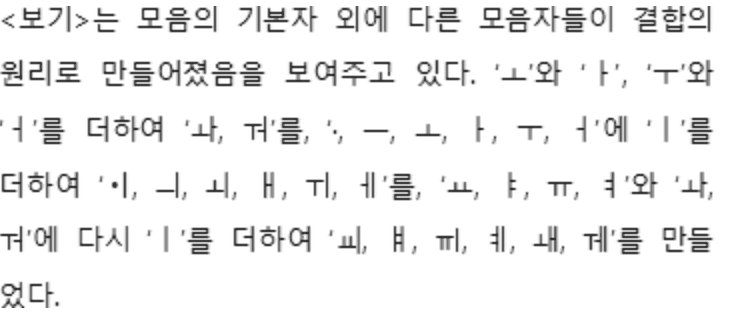 <보기>는 모음의 기본자 외에 다른 모음자들이 결합의
원리로 만들어졌음을 보여주고 있다. ‘ㅗ’와 ‘ㅏ’, ‘ㅜ’와
‘ㅓ’를 더하여 ‘ㅘ, ㅝ’를, ‘ㆍ, ㅡ, ㅗ, ㅏ, ㅜ, ㅓ’에 ‘ㅣ’를
더하여 ‘ㆎ, ㅢ, ㅚ, ㅐ, ㅟ, ㅔ’를, ‘ㅛ, ㅑ, ㅠ, ㅕ’와 ‘ㅘ,
ㅝ’에 다시 ‘ㅣ’를 더하여 ‘ㆉ, ㅒ, ㆌ, ㅖ, ㅙ, ㅞ’를 만들
었다.